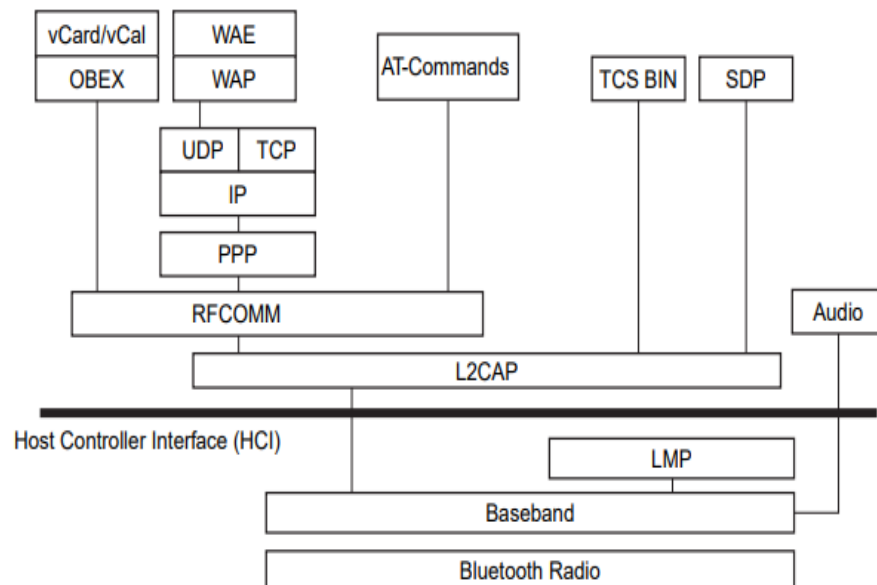 vCard/vCal
OBEX
WAE
WAP
AT-Commands
TCS BIN
SDP
UDP
TCP
IP
PPP
RFCOMM
Audio
L2CAP
Host Controller Interface (HCI)
LMP
Baseband
Bluetooth Radio